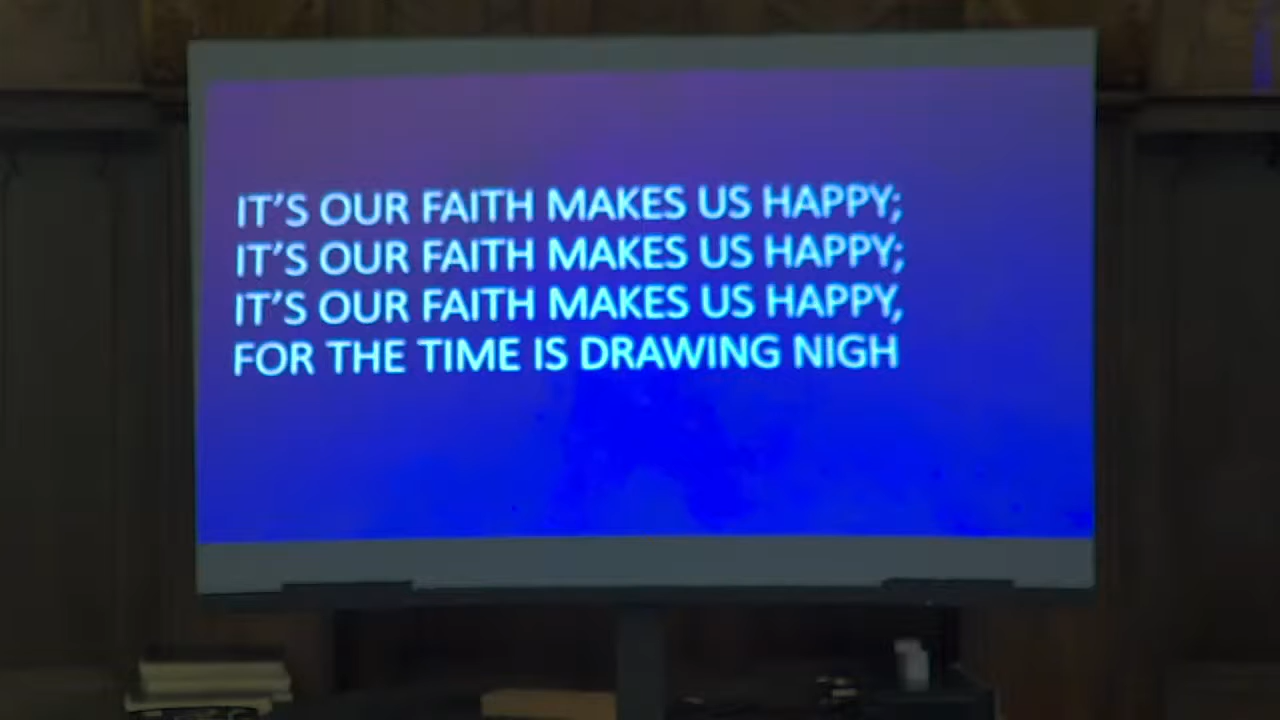 IT'S OUR FAITH MAKES US HAPPY;
IT'S OUR FAITH MAKES US HAPPY;
IT'S OUR FAITH MAKES US HAPPY,
FOR THE TIME IS DRAWING NIGH